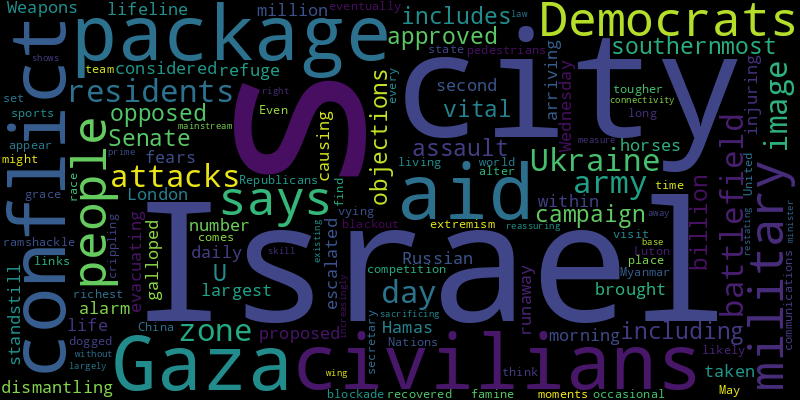 Weapons lifeline million eventually law
package includes Democrats
approved southernmost
state pedestrians
team considered refuge
shows
conflict
residents
S
city
second
vital
every
arriving
Wednesday
tougher
connectivity
injuring
image
set
sports
appear
might
opposed
Senate
mainstream
Even
right
causing
objections
prime
long
measure
horses
people
race
grace
fears
attacks
London
Republicans
living
world
alter
assault
Ukraine
within
time
United
battlefield
military
says
find
vying
aid
army
extremism
campaign
billion
away
minister
ramshackle
links
crippling
evacuating
galloped
number
comes
daily
U
largest
Israel
existing
escalated
blackout
reassuring
Russian
competition
day
runaway
visit
base
place
Luton
Myanmar
brought
restating
communications
standstill
richest
alarm
life
dogged
without
largely
China
zone
skill
increasingly
proposed
Hamas
sacrificing
Nations
secretary
morning
including
likely
think
taken
dismantling
Gaza
civilians
wing
blockade
recovered
famine
moments
occasional
May